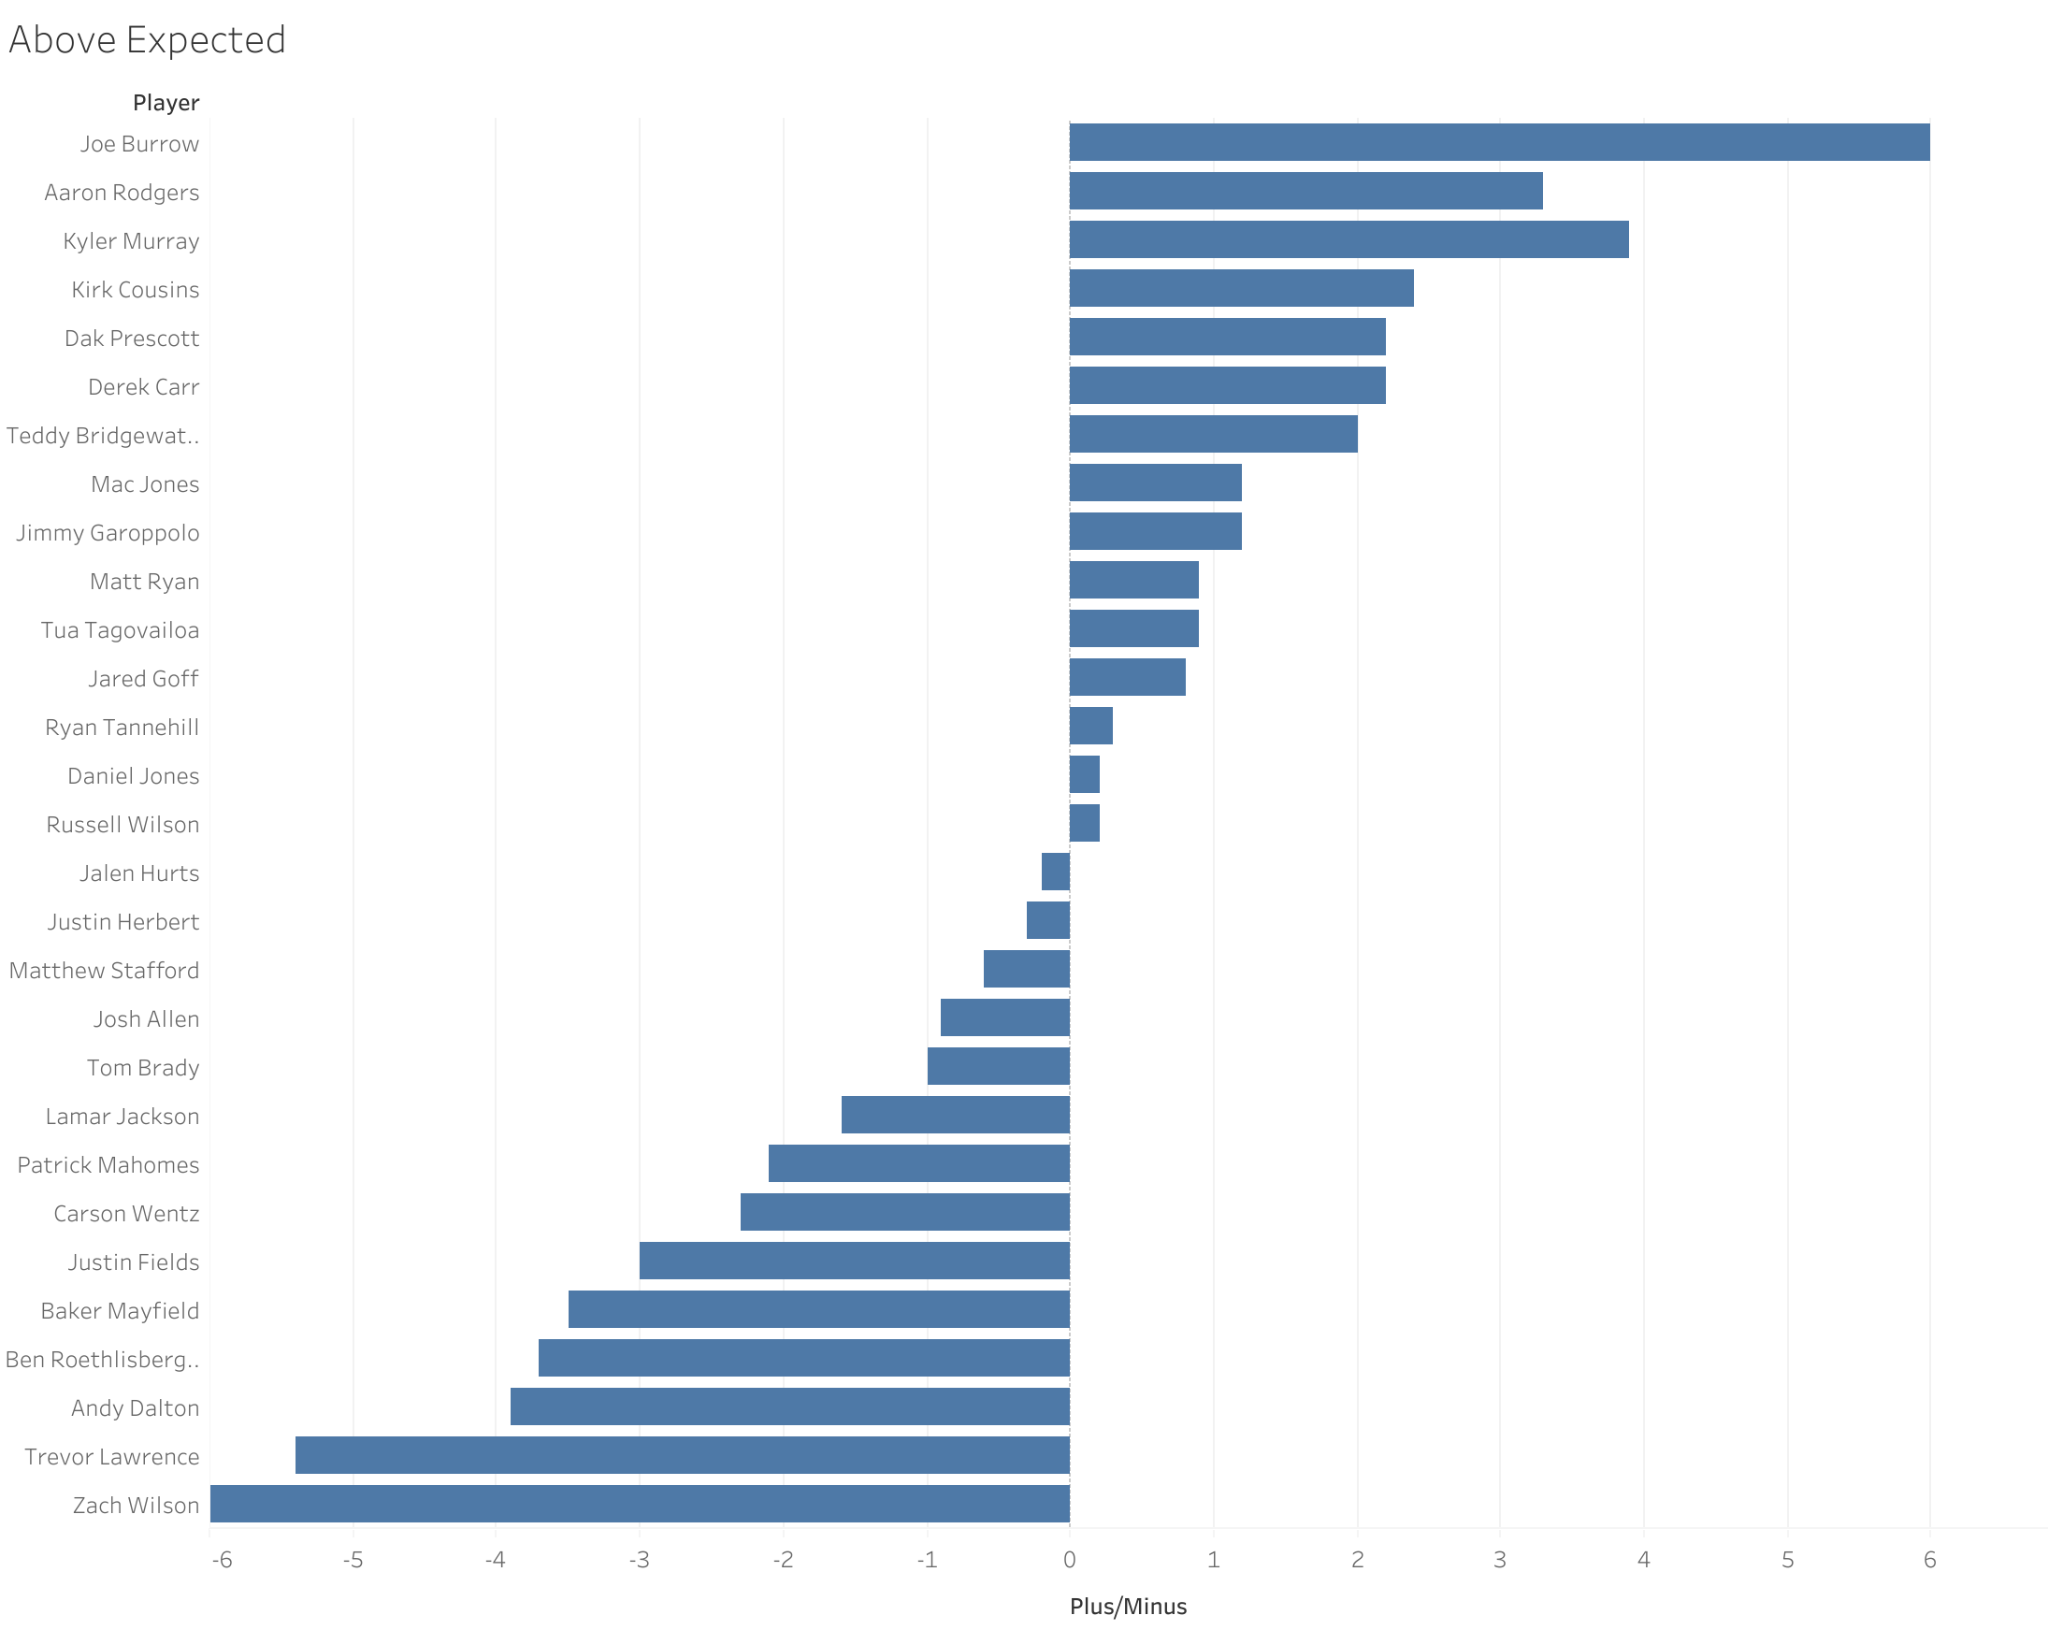 Above Expected
Player
Joe Burrow
Aaron Rodgers
Kyler Murray
Kirk Cousins
Dak Prescott
Derek Carr
Teddy Bridgewat..
Mac Jones
Jimmy Garoppolo
Matt Ryan
Tua Tagovailoa
Jared Goff
Ryan Tannehill
Daniel Jones
Russell Wilson
Jalen Hurts
Justin Herbert
Matthew Stafford
Josh Allen
Tom Brady
Lamar Jackson
Patrick Mahomes
Carson Wentz
Justin Fields
Baker Mayfield
Ben Roethlisberg..
Andy Dalton
Trevor Lawrence
Zach Wilson
-6 -5 -4 -3 -2 -1 0 1 2 3 4 5 6
Plus/Minus